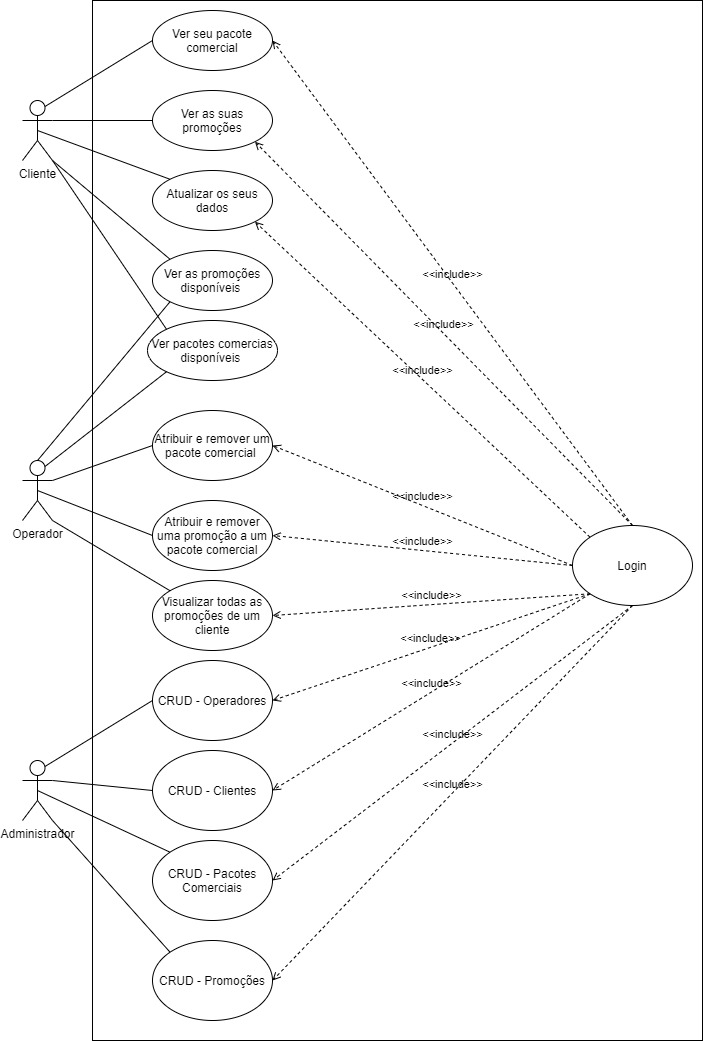 Ver seu pacote
comercial
Ver as suas
promoções
Cliente
Atualizar os seus
dados
Ver as promoções
disponíveis
<<include>>
<<include>>
Ver pacotes comercias
disponíveis
<<include>>
Atribuir e remover um
pacote comercial
<<include>>
Operador
Atribuir e remover
uma promoção a um
pacote comercial
<<include>>
Login
Visualizar todas as
promoções de um
cliente
<<include>>
<<include>>
CRUD - Operadores
<<include>>
<<include>>
CRUD - Clientes
<<include>>
Administrador
CRUD - Pacotes
Comerciais
CRUD - Promoções